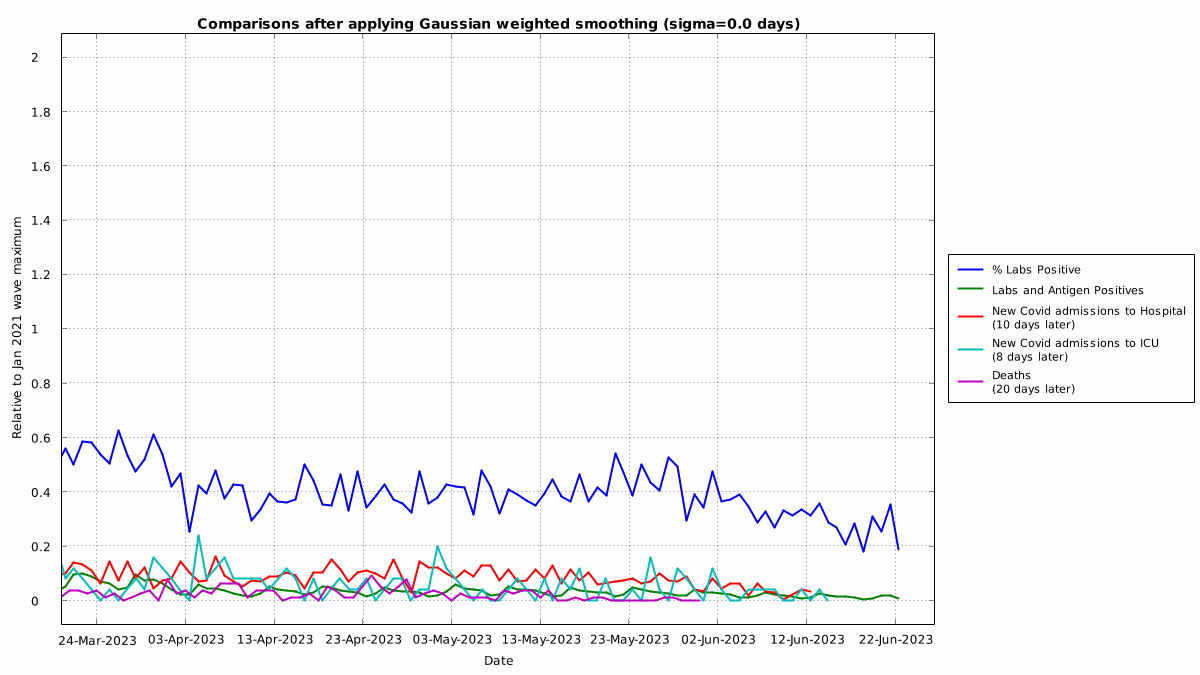 Comparisons after applying Gaussian weighted smoothing (sigma=0.0 days)
Relative to Jan 2021 wave maximum
2
1.8
1.6
1.4
1.2
1
0.8
0.6
0.4
0.2
0
24-Mar-2023 03-Apr-2023 13-Apr-2023 23-Apr-2023 03-May-2023 13-May-2023 23-May-2023 02-Jun-2023 12-Jun-2023 22-Jun-2023
Date
% Labs Positive
Labs and Antigen Positives
New Covid admissions to Hospital
(10 days later)
New Covid admissions to ICU
(8 days later)
Deaths
(20 days later)